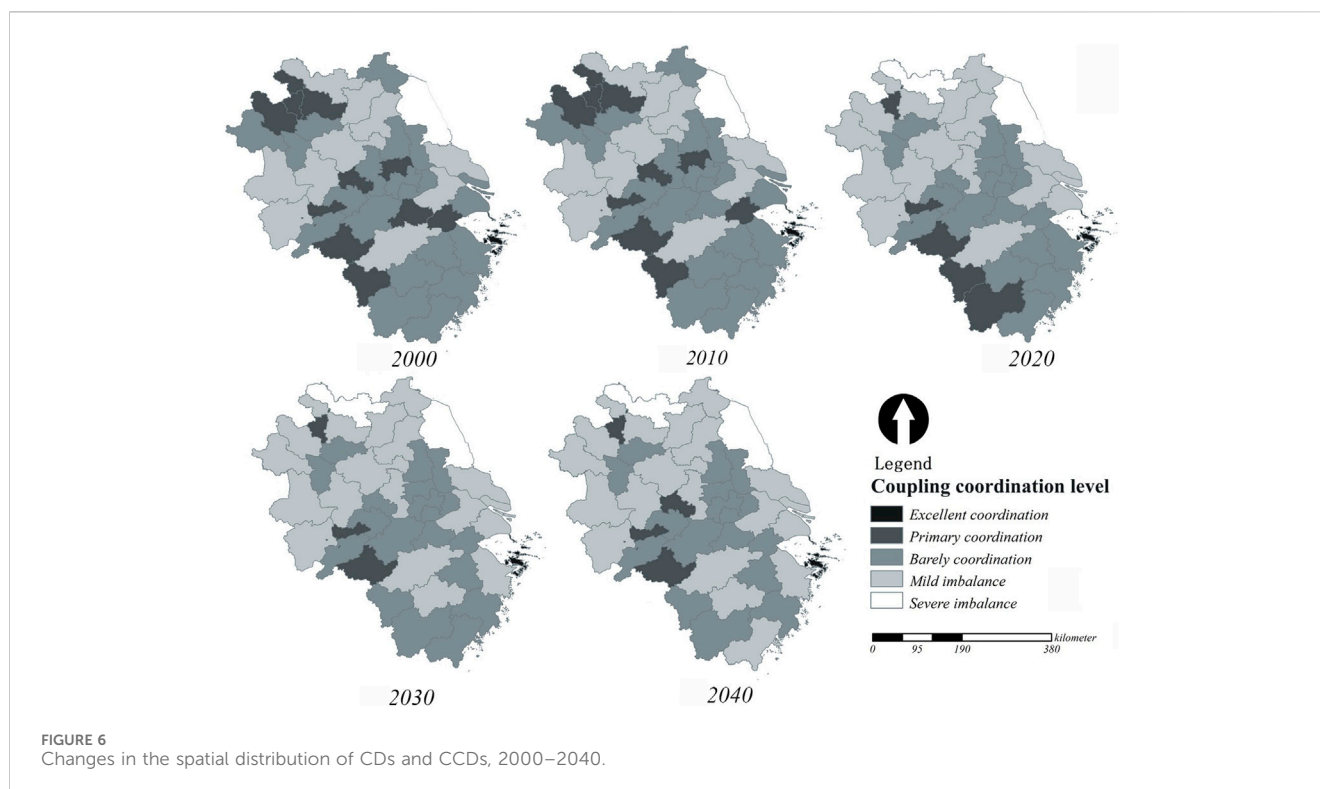 2000
2010
2020
2030
2040
Legend
Coupling coordination level
Excellent coordination
Primary coordination
Barely coordination
Mild imbalance
Severe imbalance
kilometer
0 95 190 380
FIGURE 6
Changes in the spatial distribution of CDs and CCDs, 2000–2040.